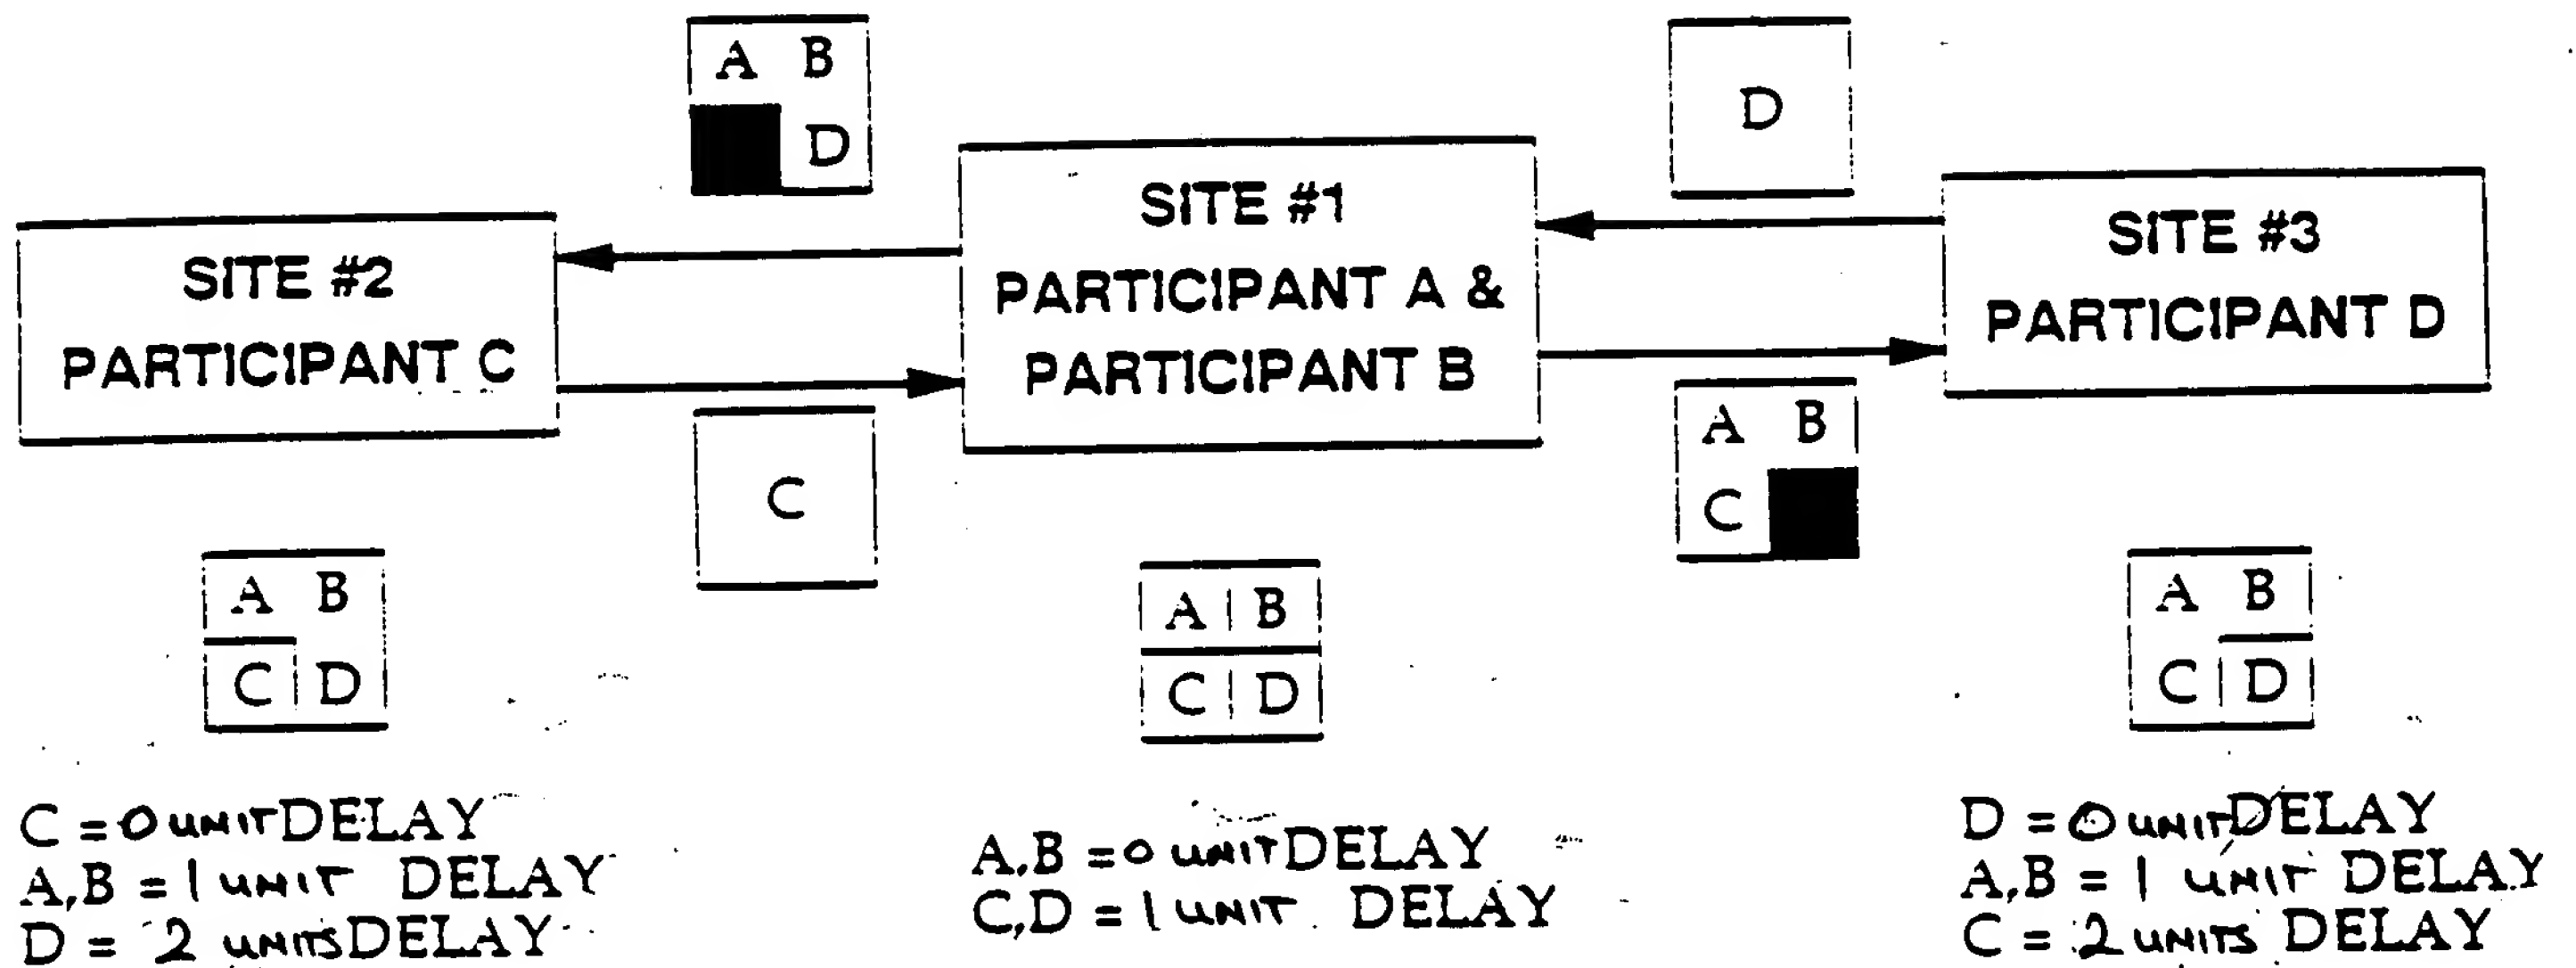 A B
D
D
SITE #2
PARTICIPANT C
SITE #1
PARTICIPANT A &
PARTICIPANT B
SITE #3
PARTICIPANT D
C
A B
C
A B
C D
A B
C D
A B
C D
C = 0 UNIT DELAY
A,B = 1 UNIT DELAY
D = 2 UNITS DELAY
A,B = 0 UNIT DELAY
C,D = 1 UNIT DELAY
D = 0 UNIT DELAY
A,B = 1 UNIT DELAY
C = 2 UNITS DELAY